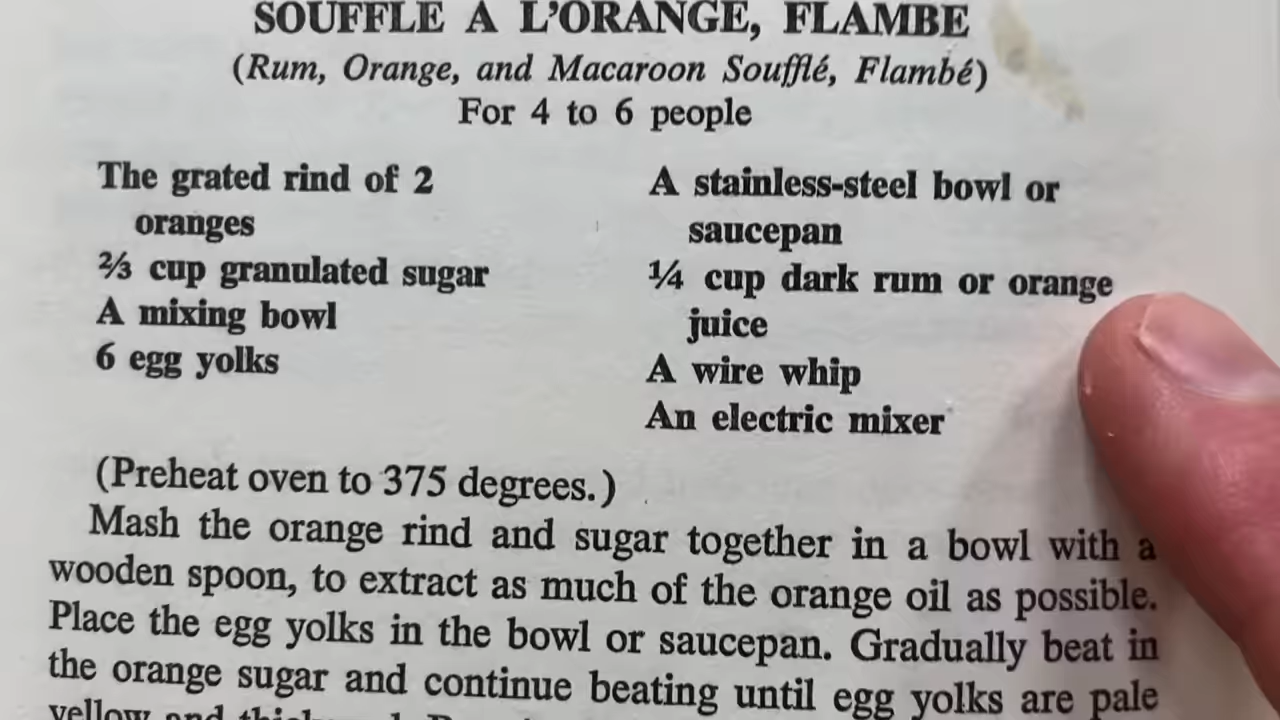 SOUFFLÉ À L'ORANGE, FLAMBÉ
(Rum, Orange, and Macaroon Soufflé, Flambé)
For 4 to 6 people
The grated rind of 2
oranges
⅔ cup granulated sugar
A mixing bowl
6 egg yolks
A stainless-steel bowl or
saucepan
¼ cup dark rum or orange
juice
A wire whip
An electric mixer
(Preheat oven to 375 degrees.)
Mash the orange rind and sugar together in a bowl with a
wooden spoon, to extract as much of the orange oil as possible.
Place the egg yolks in the bowl or saucepan. Gradually beat in
the orange sugar and continue beating until egg yolks are pale
yellow and